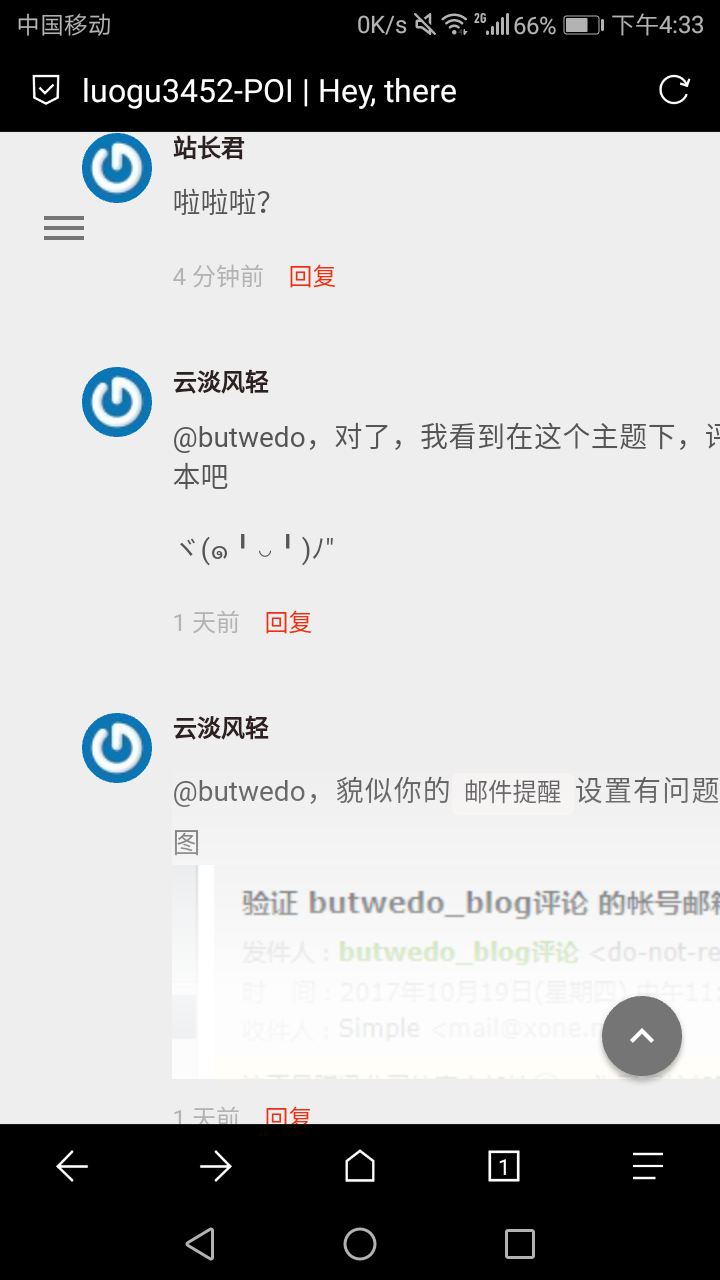 中国移动 0K/s 2G 66% 下午4:33
luogu3452-POI | Hey, there
站长君
啦啦啦？
4 分钟前 回复
云淡风轻
@butwedo，对了，我看到在这个主题下，
本吧
ヾ(๑╹◡╹)ﾉ"
1 天前 回复
云淡风轻
@butwedo，貌似你的 邮件提醒 设置有问题
图
验证 butwedo_blog评论 的帐号邮箱
发件人：butwedo_blog评论 <do-not-re
时 间：2017年10月19日(星期四) 中午11:
收件人：Simple <mail@xone.
1 天前 回复
1